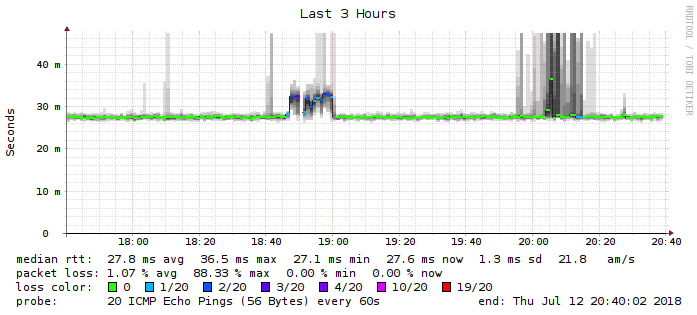 Last 3 Hours
RRDTOOL / TOBI OETIKER
Seconds
40 m
30 m
20 m
10 m
0
18:00 18:20 18:40 19:00 19:20 19:40 20:00 20:20 20:40
median rtt: 27.8 ms avg 36.5 ms max 27.1 ms min 27.6 ms now 1.3 ms sd 21.8 am/s
packet loss: 1.07 % avg 88.33 % max 0.00 % min 0.00 % now
loss color: 0 1/20 2/20 3/20 4/20 10/20 19/20
probe: 20 ICMP Echo Pings (56 Bytes) every 60s end: Thu Jul 12 20:40:02 2018